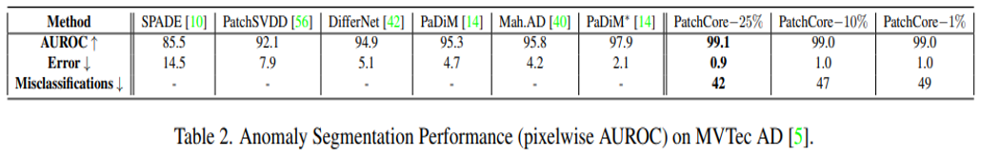 Method SPADE [10] PatchSVDD [56] DifferNet [42] PaDiM [14] Mah.AD [40] PaDiM* [14] PatchCore−25% PatchCore−10% PatchCore−1%
AUROC ↑ 85.5 92.1 94.9 95.3 95.8 97.9 99.1 99.0 99.0
Error ↓ 14.5 7.9 5.1 4.7 4.2 2.1 0.9 1.0 1.0
Misclassifications ↓ - - - - - - 42 47 49
Table 2. Anomaly Segmentation Performance (pixelwise AUROC) on MVTec AD [5].